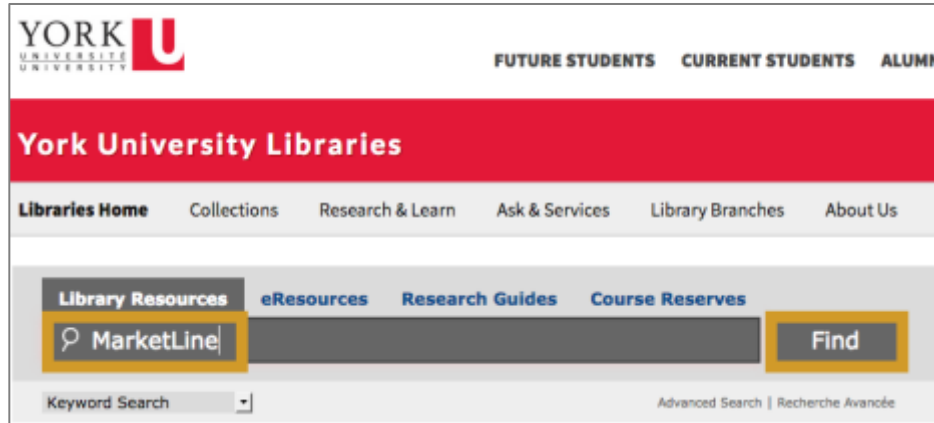 YORK U
UNIVERSITÉ
UNIVERSITY
FUTURE STUDENTS CURRENT STUDENTS ALUMN
York University Libraries
Libraries Home Collections Research & Learn Ask & Services Library Branches About Us
Library Resources eResources Research Guides Course Reserves
MarketLine Find
Keyword Search Advanced Search | Recherche Avancée